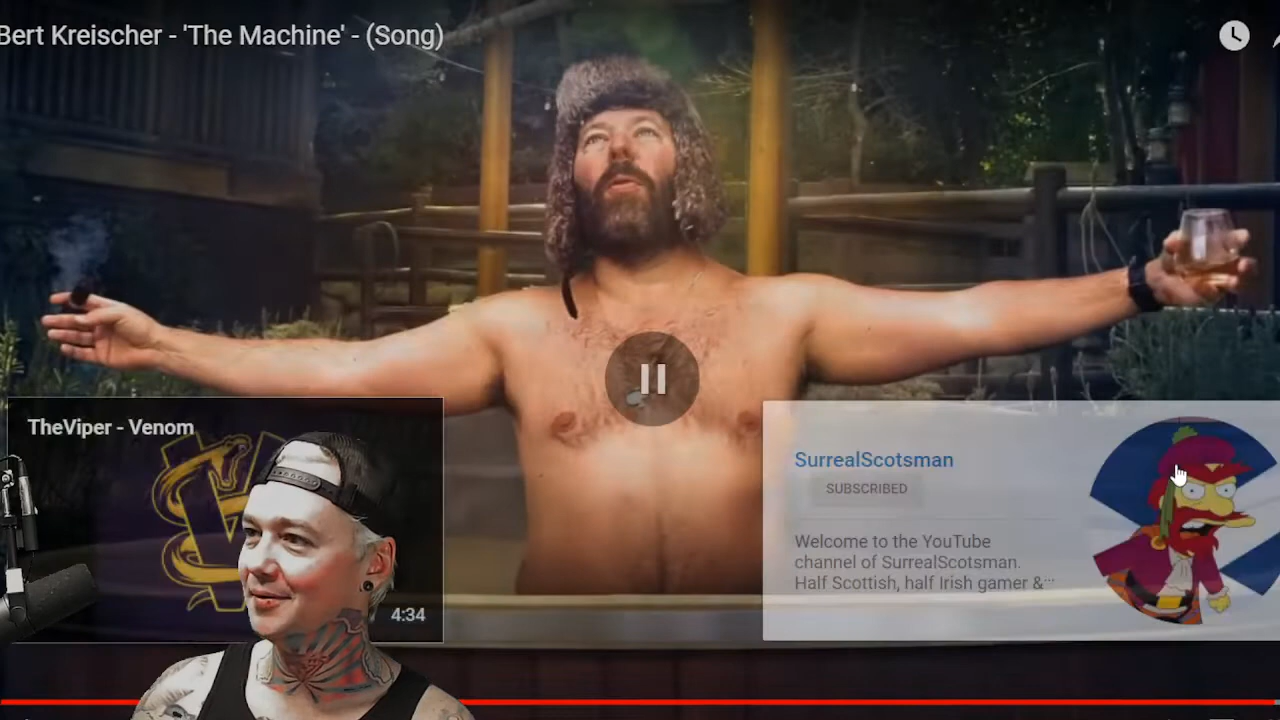 Bert Kreischer - 'The Machine' - (Song)
TheViper - Venom
4:34
SurrealScotsman
SUBSCRIBED
Welcome to the YouTube
channel of SurrealScotsman.
Half Scottish, half Irish gamer &···